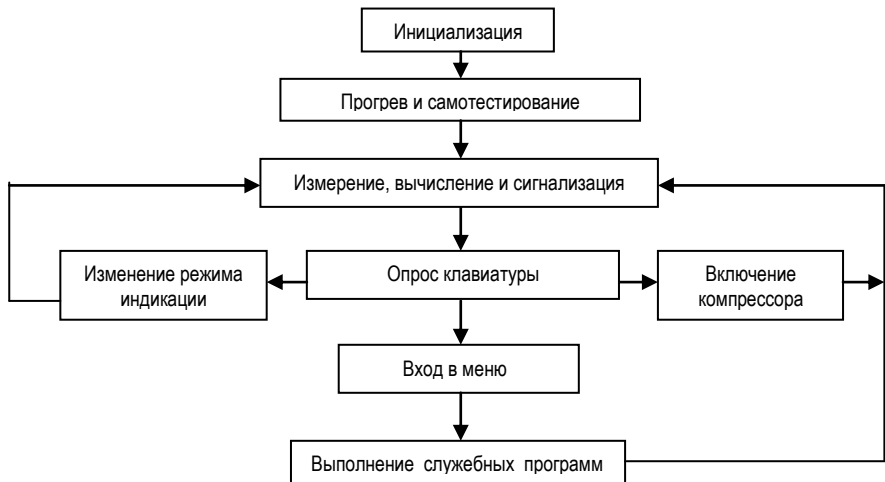 Инициализация
Прогрев и самотестирование
Измерение, вычисление и сигнализация
Изменение режима
индикации
Опрос клавиатуры
Включение
компрессора
Вход в меню
Выполнение служебных программ